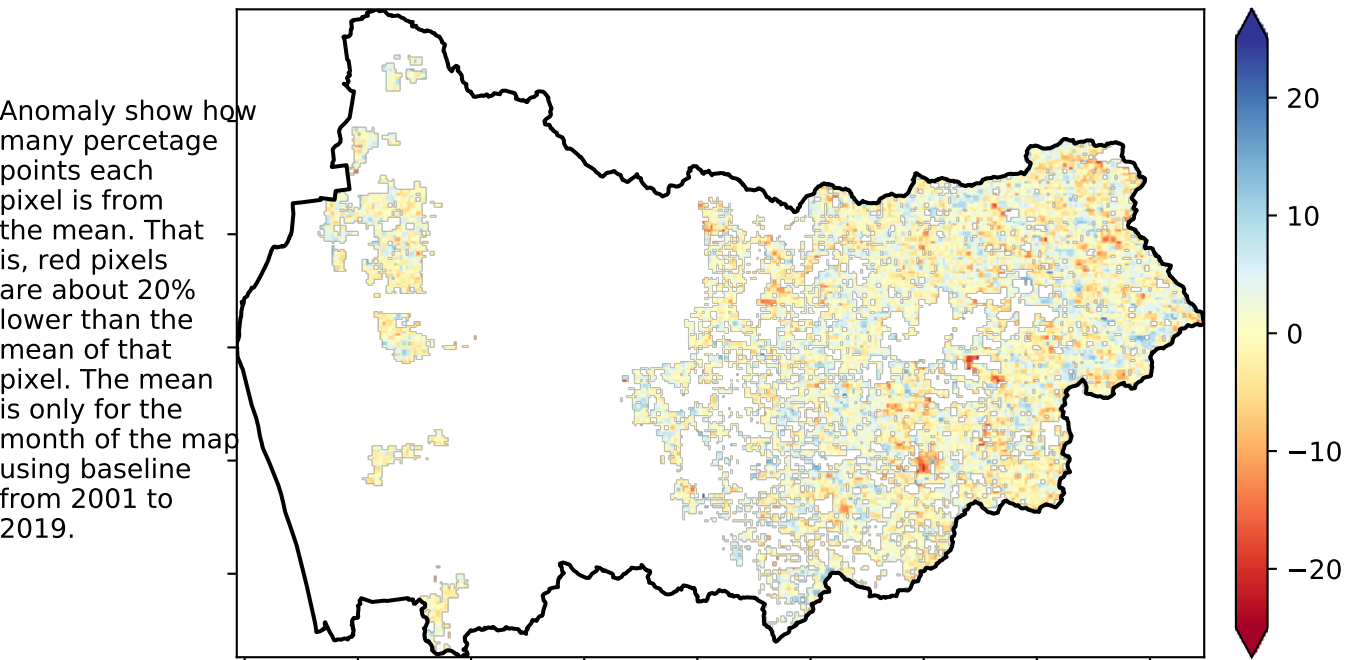 Anomaly show how
many percetage
points each
pixel is from
the mean. That
is, red pixels
are about 20%
lower than the
mean of that
pixel. The mean
is only for the
month of the map
using baseline
from 2001 to
2019.
20
10
0
−10
−20